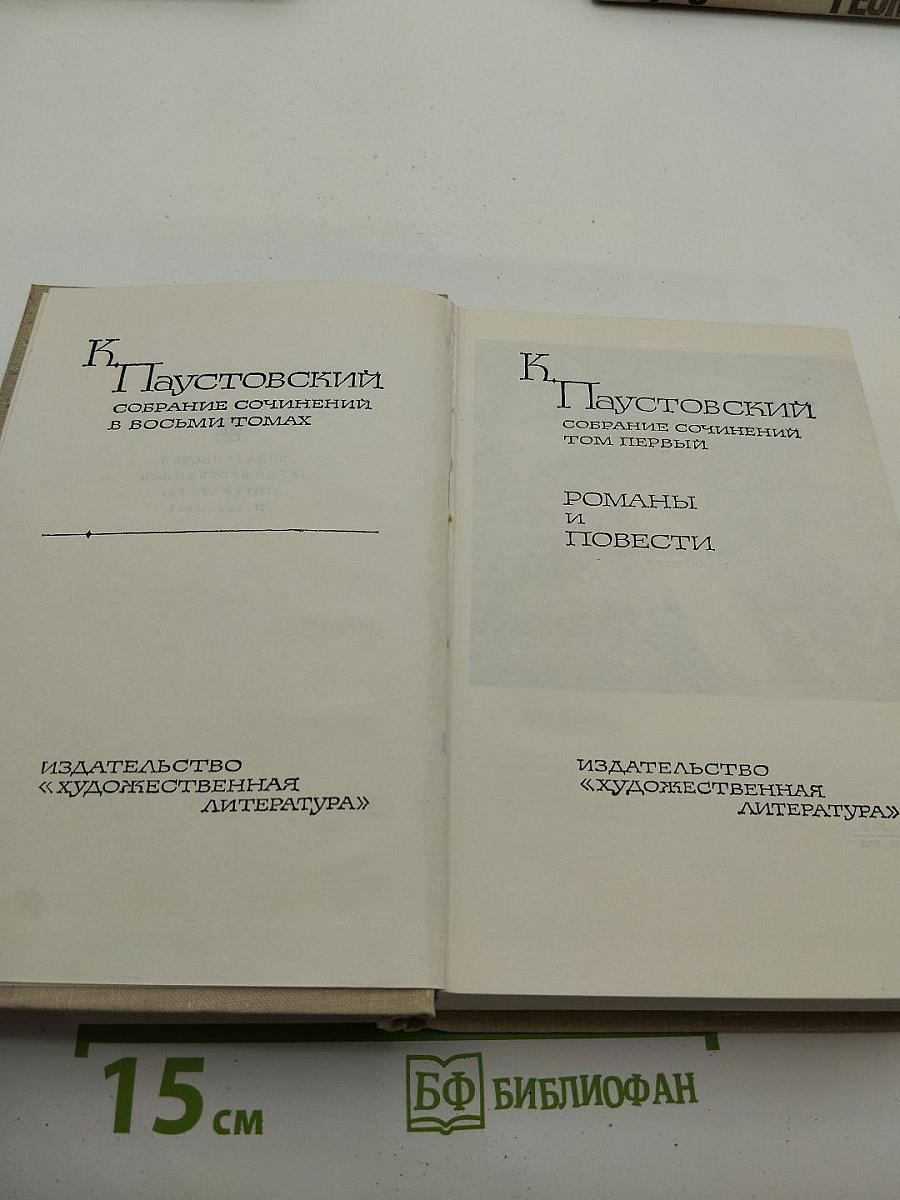 К. Паустовский
СОБРАНИЕ СОЧИНЕНИЙ
В ВОСЬМИ ТОМАХ
ИЗДАТЕЛЬСТВО
«ХУДОЖЕСТВЕННАЯ
ЛИТЕРАТУРА»
К. Паустовский
СОБРАНИЕ СОЧИНЕНИЙ
ТОМ ПЕРВЫЙ
РОМАНЫ
И
ПОВЕСТИ
ИЗДАТЕЛЬСТВО
«ХУДОЖЕСТВЕННАЯ
ЛИТЕРАТУРА»
15 см
БФ БИБЛИОФАН